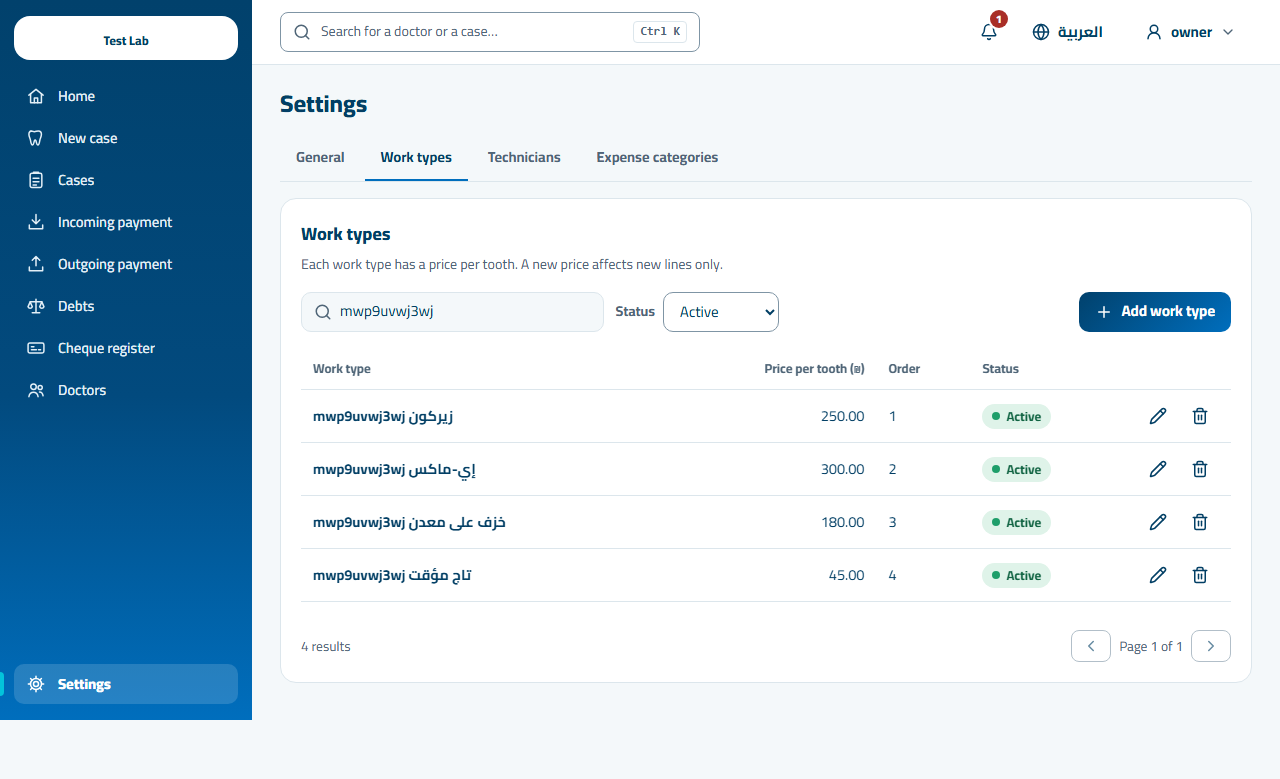 Test Lab
Home
New case
Cases
Incoming payment
Outgoing payment
Debts
Cheque register
Doctors
Settings
Search for a doctor or a case... Ctrl K
1
العربية
owner
Settings
General Work types Technicians Expense categories
Work types
Each work type has a price per tooth. A new price affects new lines only.
mwp9uvwj3wj Status Active + Add work type
Work type Price per tooth (₪) Order Status
زيركون mwp9uvwj3wj 250.00 1 Active
إي-ماكس mwp9uvwj3wj 300.00 2 Active
خزف على معدن mwp9uvwj3wj 180.00 3 Active
تاج مؤقت mwp9uvwj3wj 45.00 4 Active
4 results Page 1 of 1